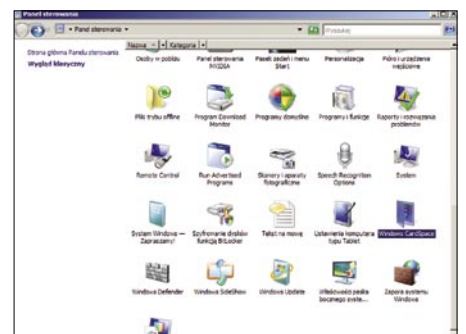 Panel sterowania
Panel sterowania
Wyszukaj
Nazwa
Kategoria
Strona główna Panelu sterowania
Wygląd klasyczny
Osoby w pobliżu
Panel sterowania NVIDIA
Pasek zadań i menu Start
Personalizacja
Pióro i urządzenia wejściowe
Pliki trybu offline
Program Download Monitor
Programy domyślne
Programy i funkcje
Raporty i rozwiązania problemów
Remote Control
Run Advertised Programs
Skanery i aparaty fotograficzne
Speech Recognition Options
System
System Windows — Zapraszamy!
Szyfrowanie dysków funkcją BitLocker
Tekst na mowę
Ustawienia komputera typu Tablet
Windows CardSpace
Windows Defender
Windows SideShow
Windows Update
Właściwości paska bocznego syste...
Zapora systemu Windows